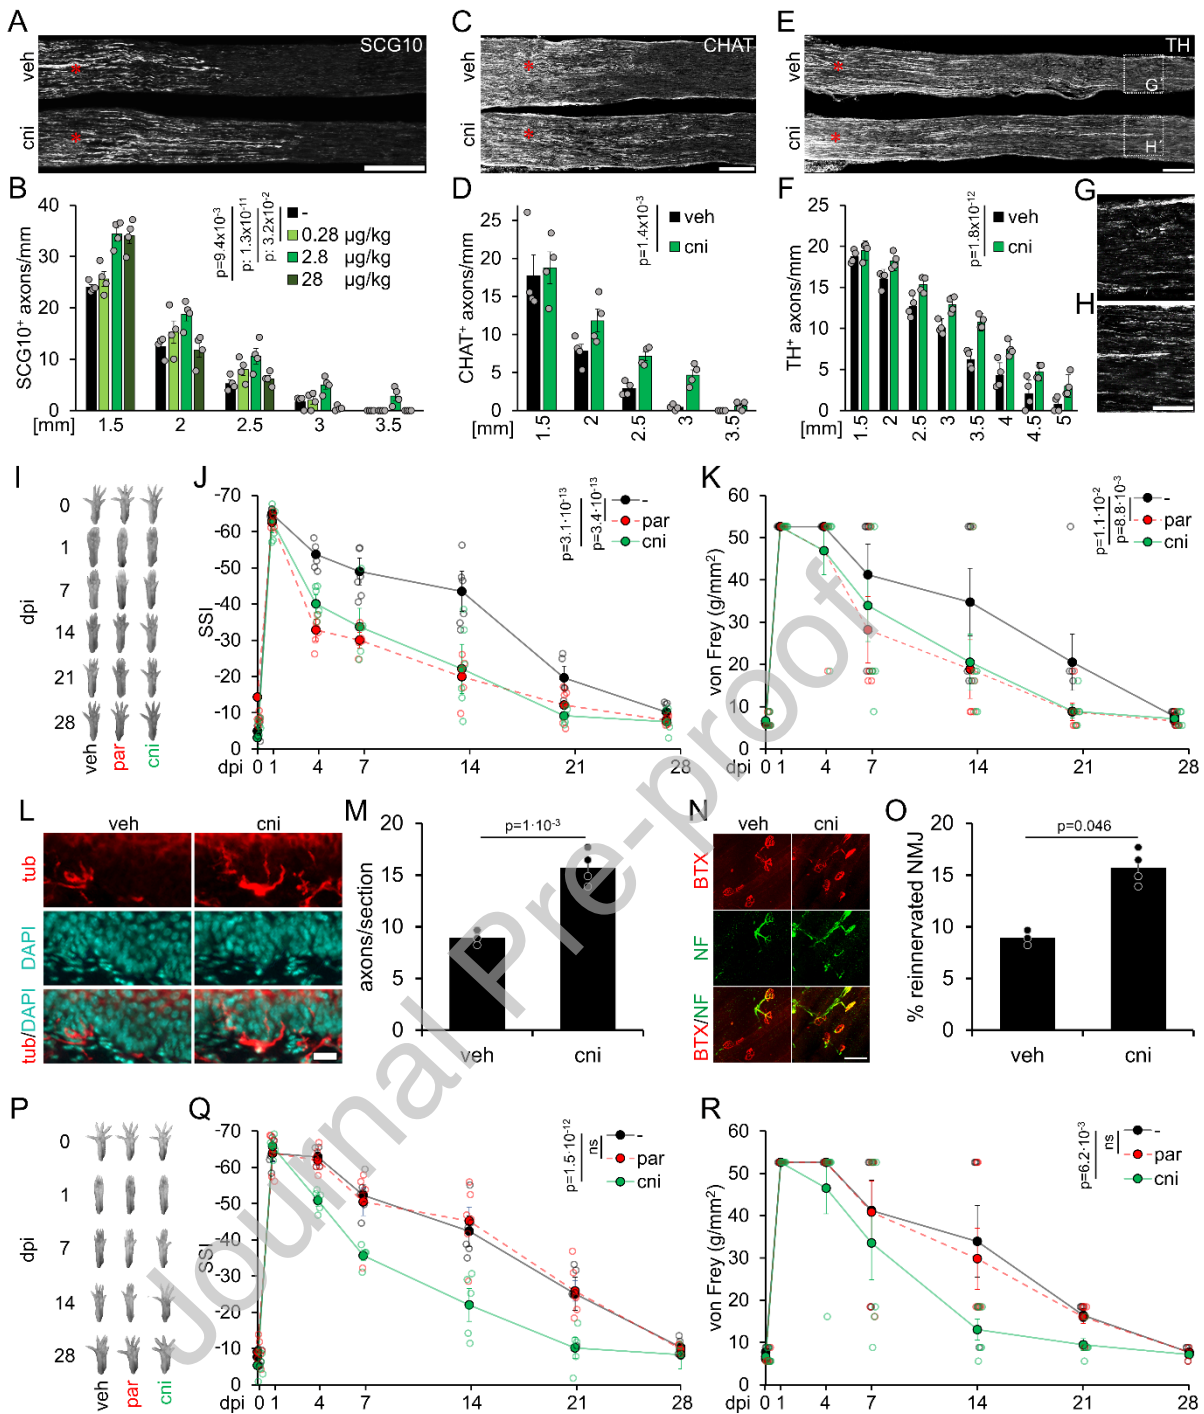 A
SCG10
veh
cni
C
CHAT
veh
cni
E
TH
veh
G
cni
H
B
SCG10⁺ axons/mm
40
30
20
10
0
p=9.4x10⁻³
p: 1.3x10⁻¹¹
p: 3.2x10⁻²
-
0.28 µg/kg
2.8 µg/kg
28 µg/kg
[mm] 1.5 2 2.5 3 3.5
D
CHAT⁺ axons/mm
25
20
15
10
5
0
p=1.4x10⁻³
veh
cni
[mm] 1.5 2 2.5 3 3.5
F
TH⁺ axons/mm
25
20
15
10
5
0
p=1.8x10⁻¹²
veh
cni
[mm] 1.5 2 2.5 3 3.5 4 4.5 5
G
H
I
dpi
0
1
7
14
21
28
veh par cni
J
SSI
-70
-60
-50
-40
-30
-20
-10
0
p=3.1·10⁻¹³
p=3.4·10⁻¹³
-
par
cni
dpi 0 1 4 7 14 21 28
K
von Frey (g/mm²)
60
50
40
30
20
10
0
p=1.1·10⁻²
p=8.8·10⁻³
-
par
cni
dpi 0 1 4 7 14 21 28
L
veh cni
tub
DAPI
tub/DAPI
M
axons/section
20
15
10
5
0
p=1·10⁻³
veh cni
N
veh cni
BTX
NF
BTX/NF
O
% reinnervated NMJ
20
15
10
5
0
p=0.046
veh cni
P
dpi
0
1
7
14
28
veh par cni
Q
SSI
-70
-60
-50
-40
-30
-20
-10
0
p=1.5·10⁻¹²
ns
-
par
cni
dpi 0 1 4 7 14 21 28
R
von Frey (g/mm²)
60
50
40
30
20
10
0
p=6.2·10⁻³
ns
-
par
cni
dpi 0 1 4 7 14 21 28
Journal Pre-proof